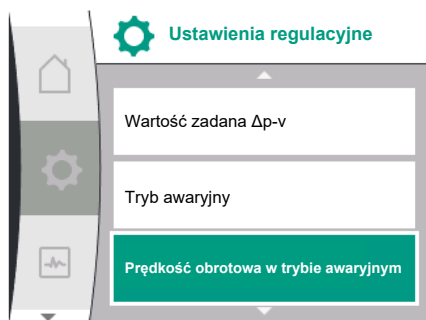 Ustawienia regulacyjne
Wartość zadana Δp-v
Tryb awaryjny
Prędkość obrotowa w trybie awaryjnym